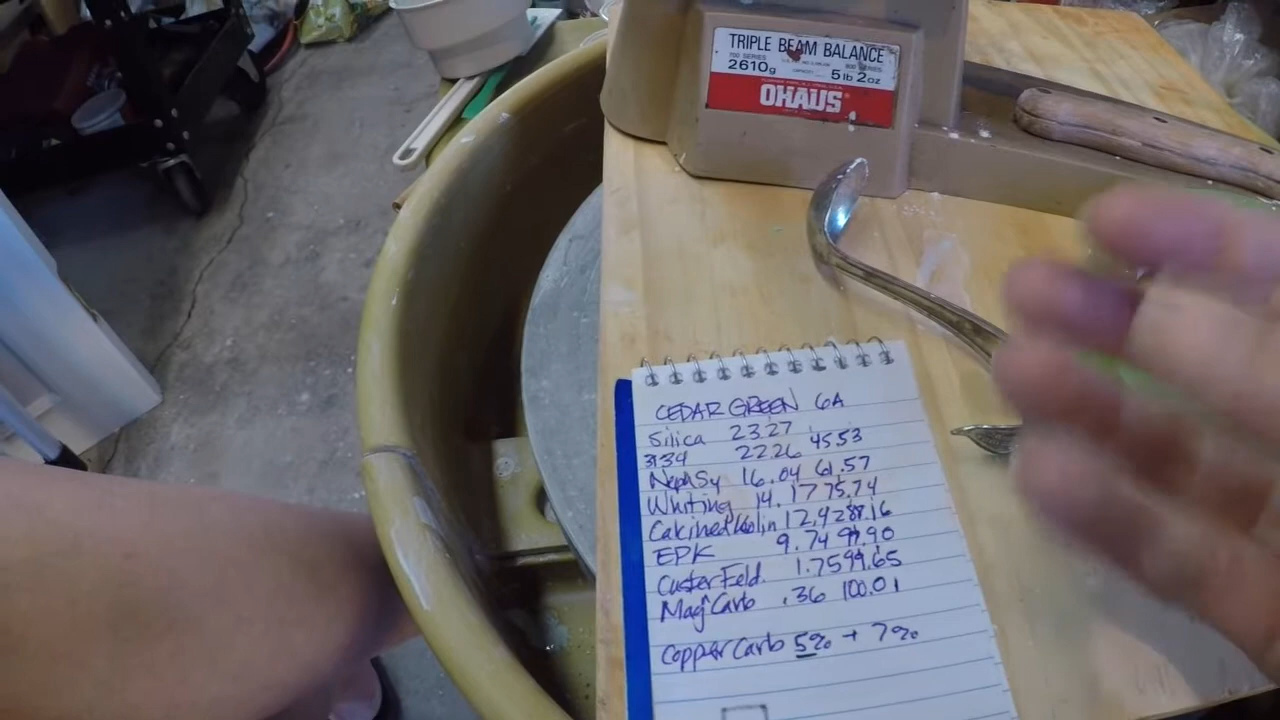 TRIPLE BEAM BALANCE
2610g 5 lb 2oz
OHAUS
CEDAR GREEN 6A
Silica 23.27
3134 22.26 45.53
Neph Sy 16.04 61.57
Whiting 14.17 75.74
Calcined Kaolin 12.42 88.16
EPK 9.74 97.90
Custer Feld. 1.75 99.65
Mag Carb .36 100.01
Copper Carb 5% + 7%